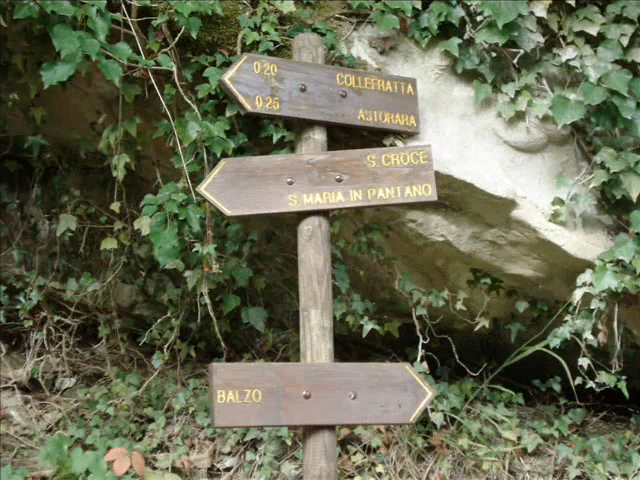 0.20 COLLEFRATTA
0.25 ASTORARA
S. CROCE
S. MARIA IN PANTANO
BALZO